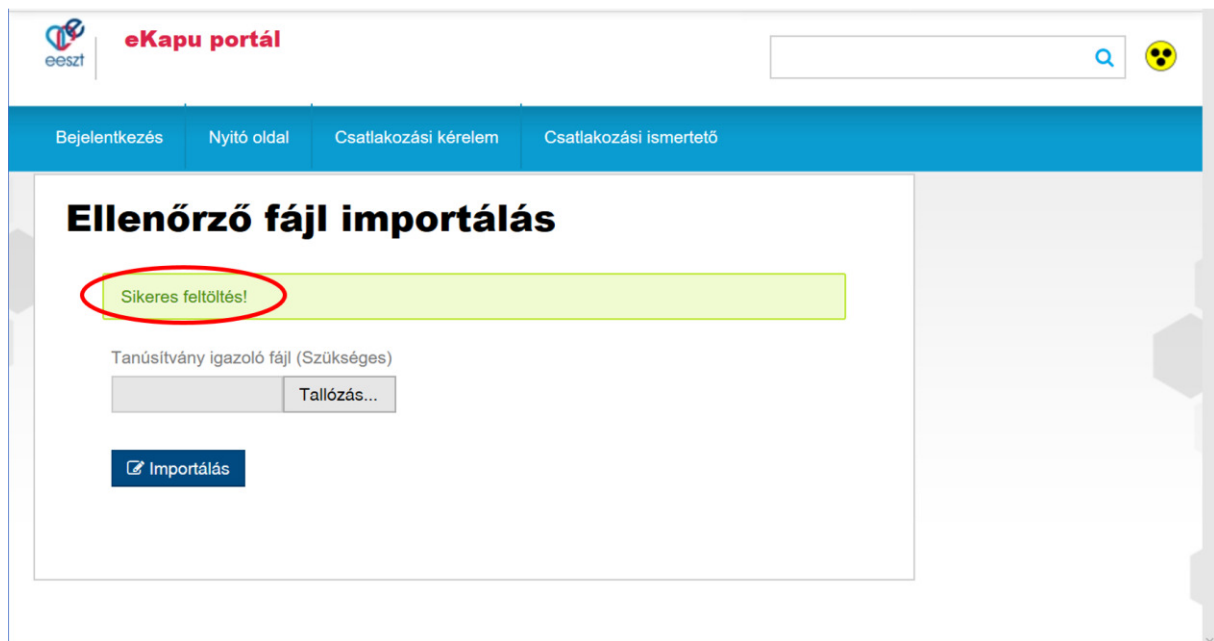 eeszt
eKapu portál
Bejelentkezés Nyitó oldal Csatlakozási kérelem Csatlakozási ismertető
Ellenőrző fájl importálás
Sikeres feltöltés!
Tanúsítvány igazoló fájl (Szükséges)
Tallózás...
Importálás